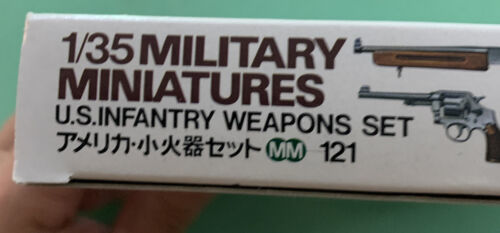 1/35 MILITARY
MINIATURES
U.S. INFANTRY WEAPONS SET
アメリカ・小火器セット MM 121